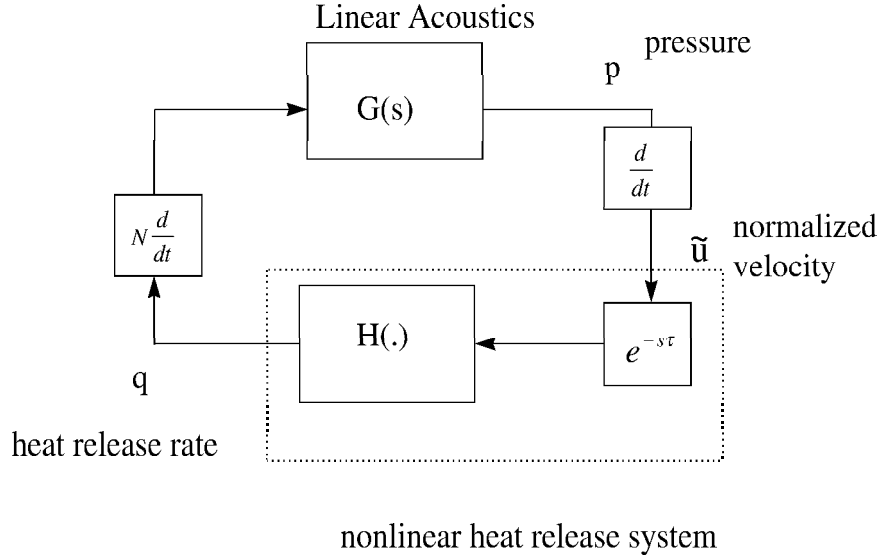 Linear Acoustics
pressure
p
G(s)
d
dt
N d
dt
normalized
ũ
velocity
H(.)
e^{-sτ}
q
heat release rate
nonlinear heat release system